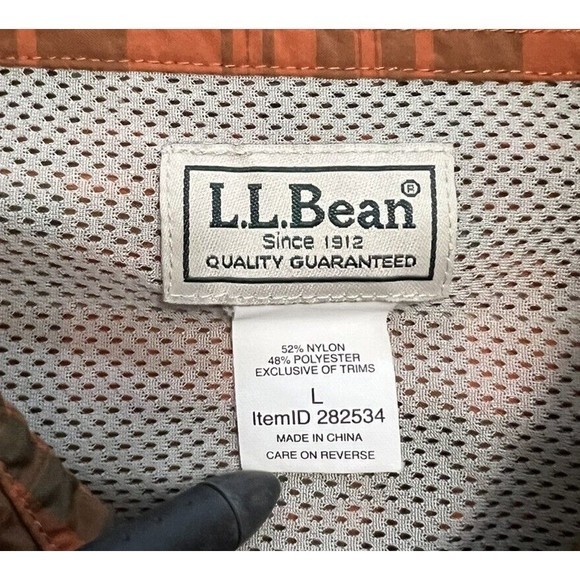 L.L.Bean®
Since 1912
QUALITY GUARANTEED
52% NYLON
48% POLYESTER
EXCLUSIVE OF TRIMS
L
ItemID 282534
MADE IN CHINA
CARE ON REVERSE